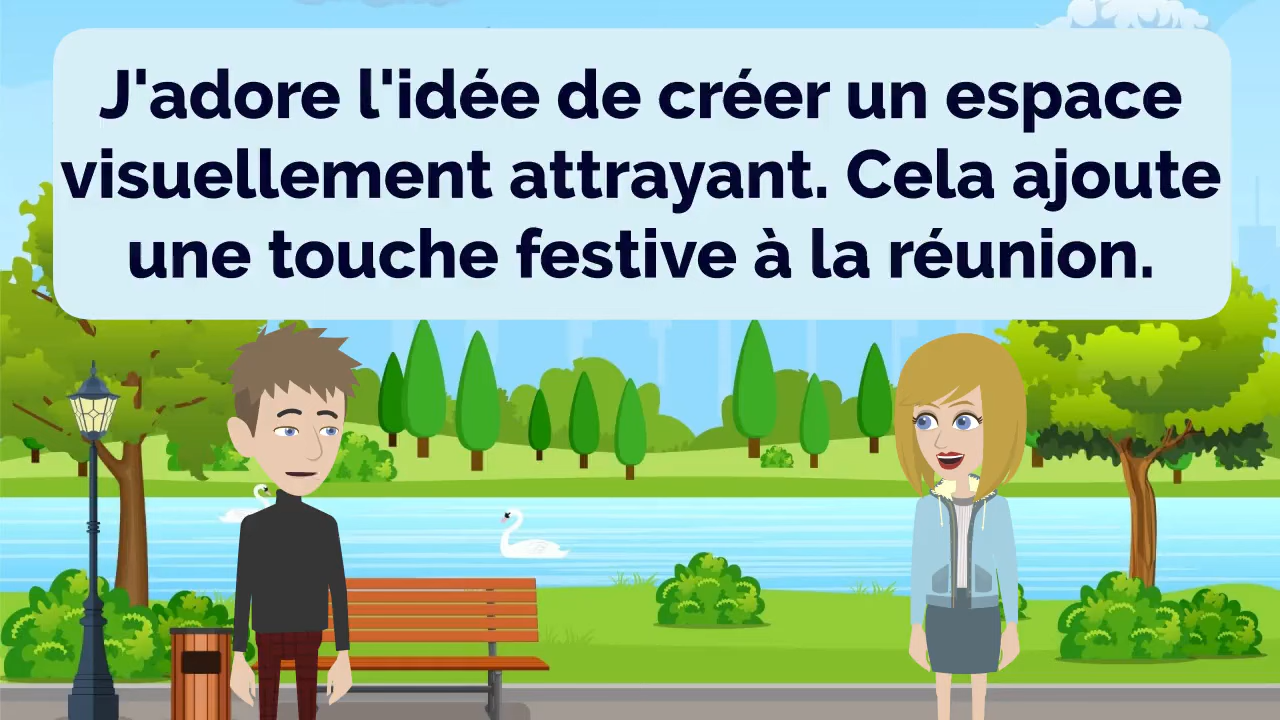 J'adore l'idée de créer un espace
visuellement attrayant. Cela ajoute
une touche festive à la réunion.